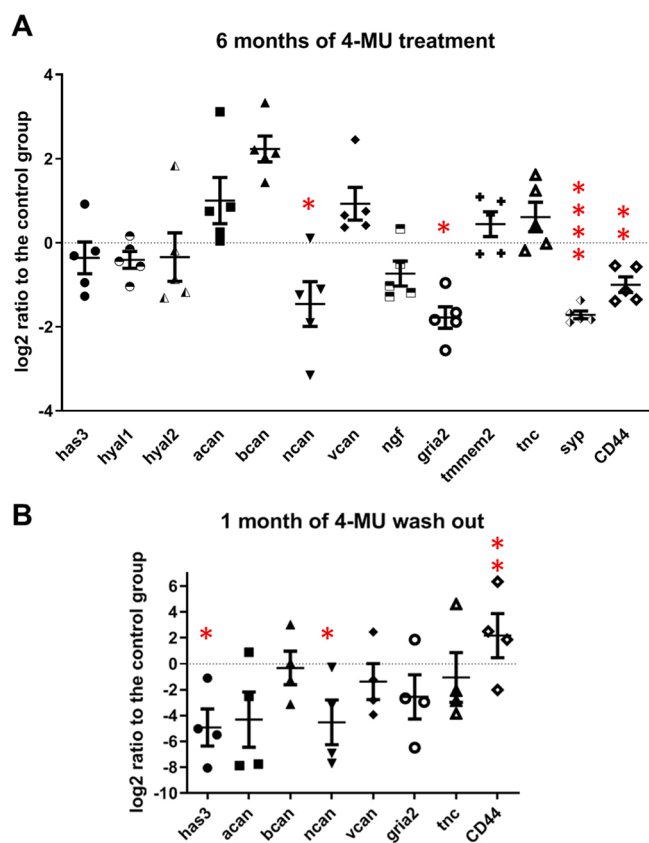 A
6 months of 4-MU treatment
log2 ratio to the control group
4
2
0
-2
-4
*
*
****
**
has3
hyal1
hyal2
acan
bcan
ncan
vcan
ngf
gria2
tmmem2
tnc
syp
CD44
B
1 month of 4-MU wash out
log2 ratio to the control group
6
4
2
0
-2
-4
-6
-8
-10
*
*
**
has3
acan
bcan
ncan
vcan
gria2
tnc
CD44